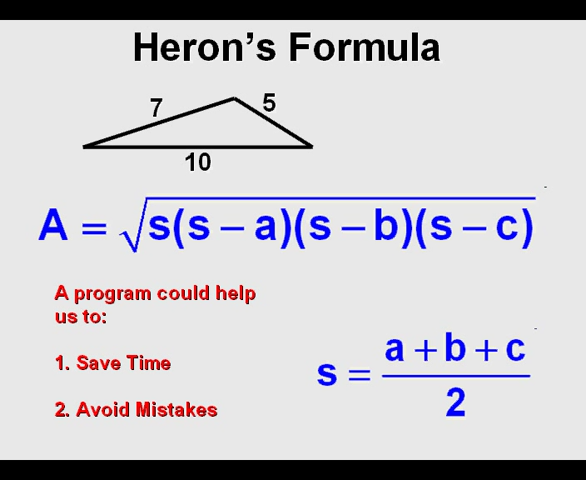 Heron's Formula
7
5
10
A = √s(s – a)(s – b)(s – c)
A program could help
us to:
1. Save Time
2. Avoid Mistakes
s = a + b + c
2